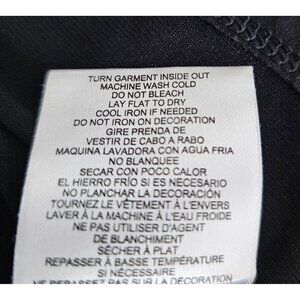 TURN GARMENT INSIDE OUT
MACHINE WASH COLD
DO NOT BLEACH
LAY FLAT TO DRY
COOL IRON IF NEEDED
DO NOT IRON ON DECORATION
GIRE PRENDA DE
VESTIR DE CABO A RABO
MAQUINA LAVADORA CON AGUA FRIA
NO BLANQUEE
SECAR CON POCO CALOR
EL HIERRO FRÍO SI ES NECESARIO
NO PLANCHAR LA DECORACIÓN
TOURNEZ LE VÊTEMENT À L'ENVERS
LAVER À LA MACHINE À L'EAU FROIDE
NE PAS UTILISER D'AGENT
DE BLANCHIMENT
SÉCHER À PLAT
REPASSER À BASSE TEMPÉRATURE
SI NÉCESSAIRE
NE REPASSEZ PAS SUR LA DÉCORATION